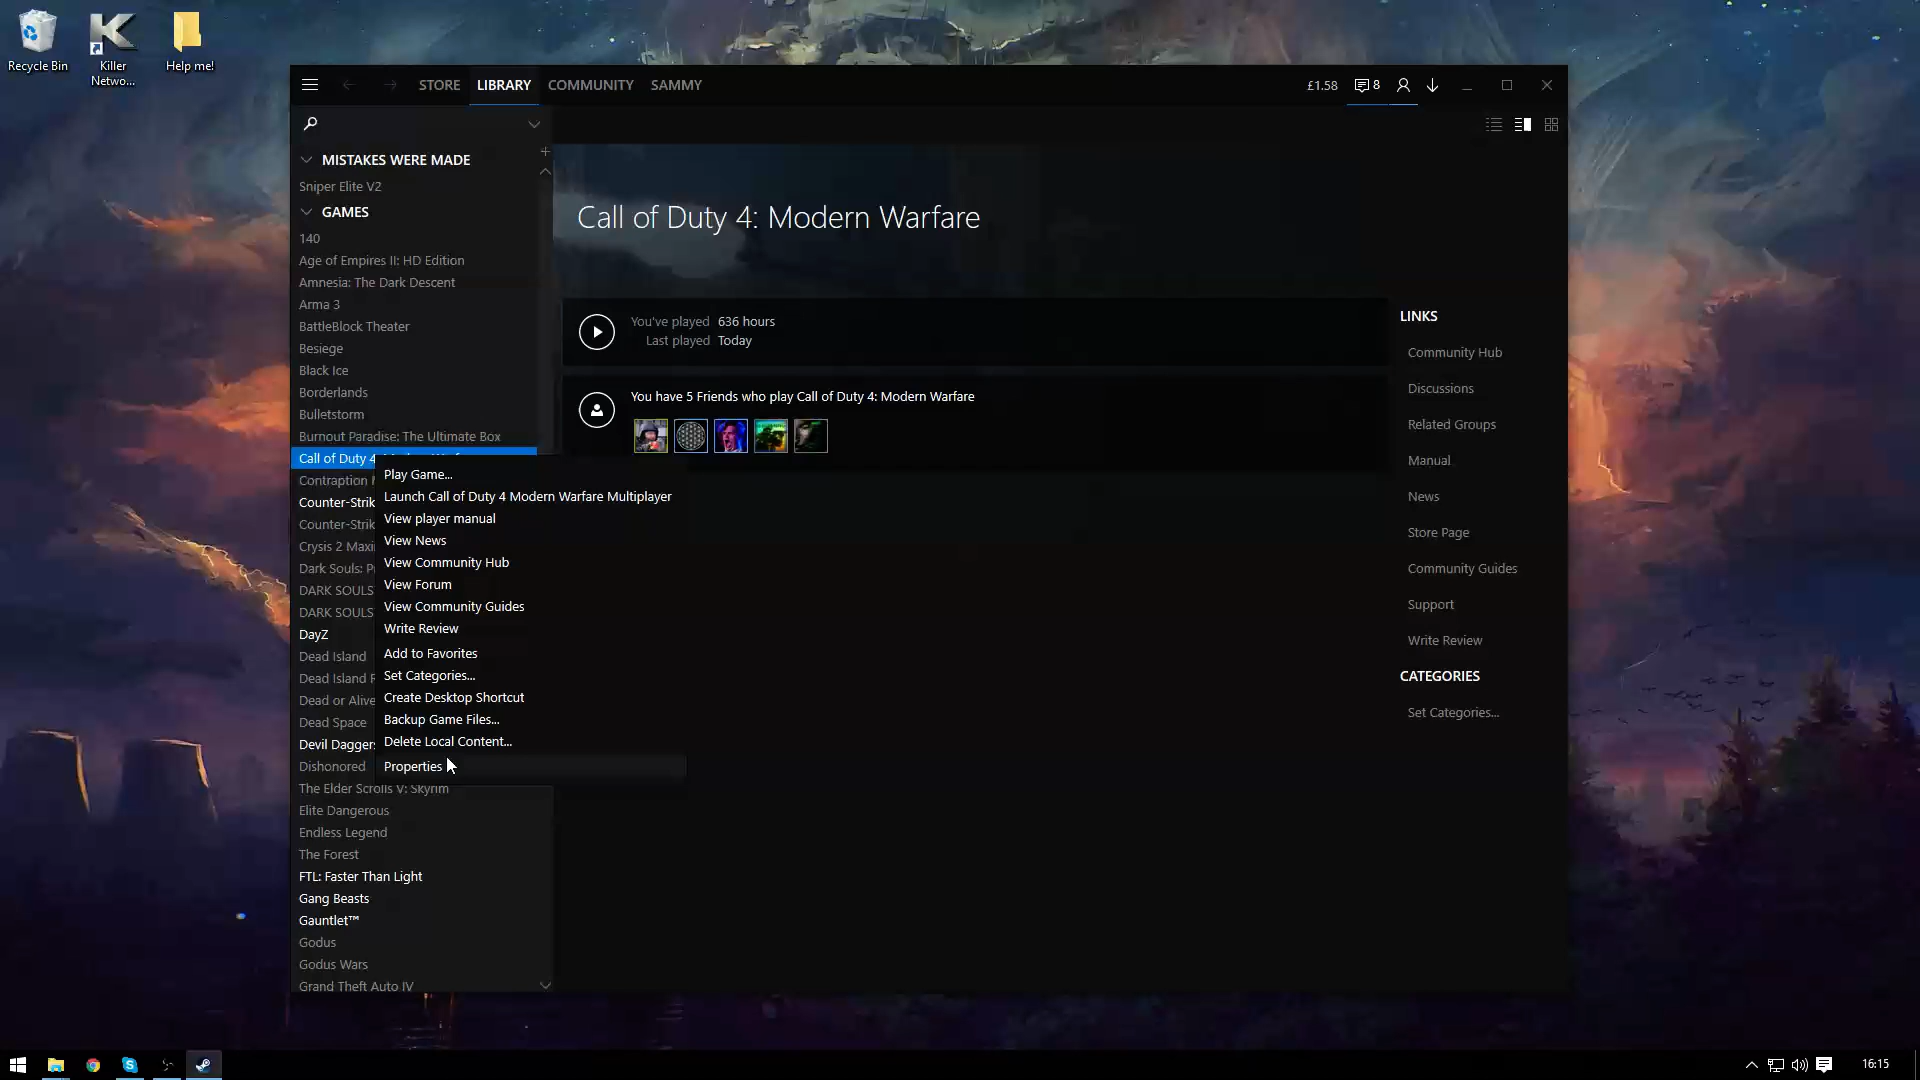 Recycle Bin
Killer
Netwo...
Help me!
STORE LIBRARY COMMUNITY SAMMY
£1.58 8
MISTAKES WERE MADE
Sniper Elite V2
GAMES
140
Age of Empires II: HD Edition
Amnesia: The Dark Descent
Arma 3
BattleBlock Theater
Besiege
Black Ice
Borderlands
Bulletstorm
Burnout Paradise: The Ultimate Box
Call of Duty 4:
Contraption
Counter-Strik
Counter-Strik
Crysis 2 Maxi
Dark Souls: P
DARK SOULS
DARK SOULS
DayZ
Dead Island
Dead Island R
Dead or Alive
Dead Space
Devil Daggers
Dishonored
The Elder Scrolls V: Skyrim
Elite Dangerous
Endless Legend
The Forest
FTL: Faster Than Light
Gang Beasts
Gauntlet™
Godus
Godus Wars
Grand Theft Auto IV
Play Game...
Launch Call of Duty 4 Modern Warfare Multiplayer
View player manual
View News
View Community Hub
View Forum
View Community Guides
Write Review
Add to Favorites
Set Categories...
Create Desktop Shortcut
Backup Game Files...
Delete Local Content...
Properties
Call of Duty 4: Modern Warfare
You've played 636 hours
Last played Today
You have 5 Friends who play Call of Duty 4: Modern Warfare
LINKS
Community Hub
Discussions
Related Groups
Manual
News
Store Page
Community Guides
Support
Write Review
CATEGORIES
Set Categories...
16:15